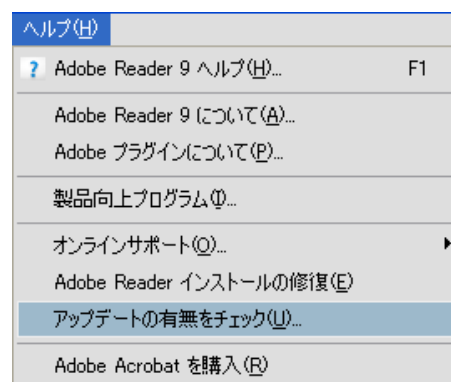 ヘルプ(H)
? Adobe Reader 9 ヘルプ(H)... F1
Adobe Reader 9 について(A)...
Adobe プラグインについて(P)...
製品向上プログラム(I)...
オンラインサポート(O)...
Adobe Reader インストールの修復(E)
アップデートの有無をチェック(U)...
Adobe Acrobat を購入(R)